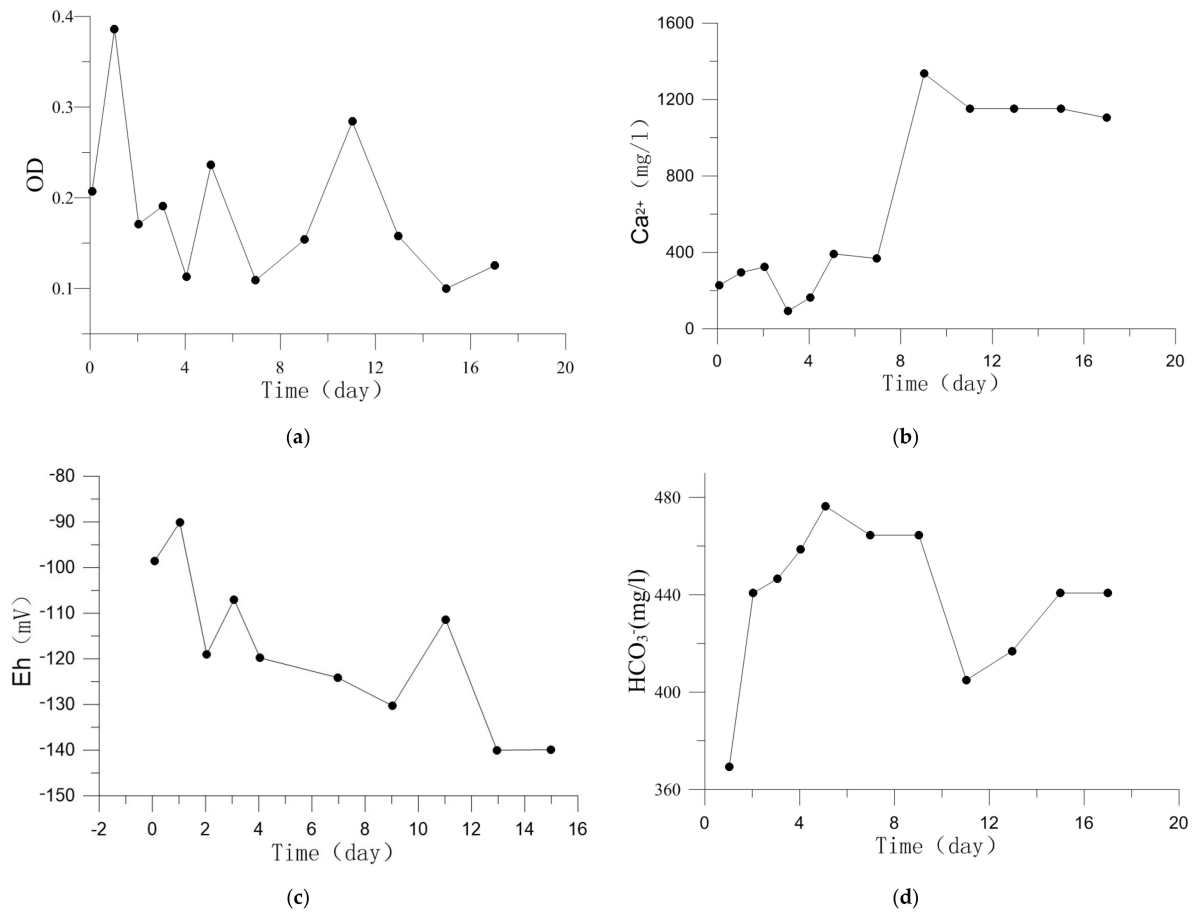 0.4
0.3
0.2
0.1
OD
0 4 8 12 16 20
Time (day)
(a)
1600
1200
800
400
0
Ca2+ (mg/l)
0 4 8 12 16 20
Time (day)
(b)
-80
-90
-100
-110
-120
-130
-140
-150
Eh (mV)
-2 0 2 4 6 8 10 12 14 16
Time (day)
(c)
480
440
400
360
HCO3-(mg/l)
0 4 8 12 16 20
Time (day)
(d)